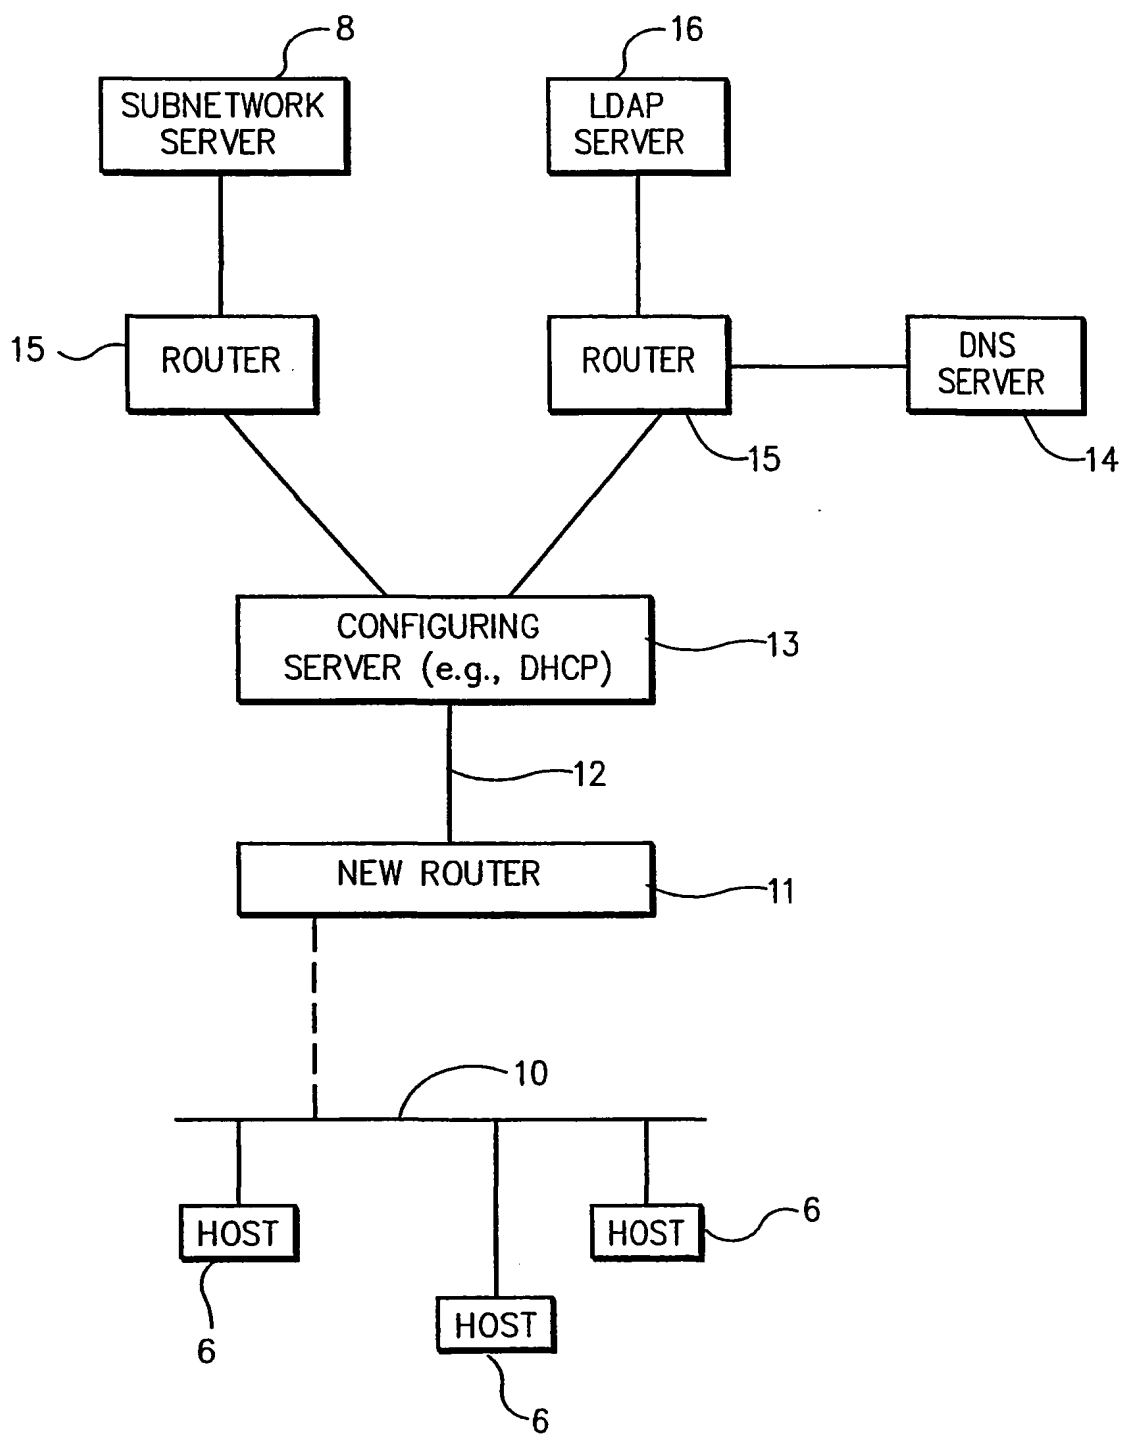 8
16
SUBNETWORK
SERVER
LDAP
SERVER
15
ROUTER
ROUTER
DNS
SERVER
15
14
CONFIGURING
SERVER (e.g., DHCP)
13
12
NEW ROUTER
11
10
HOST
HOST
6
6
HOST
6